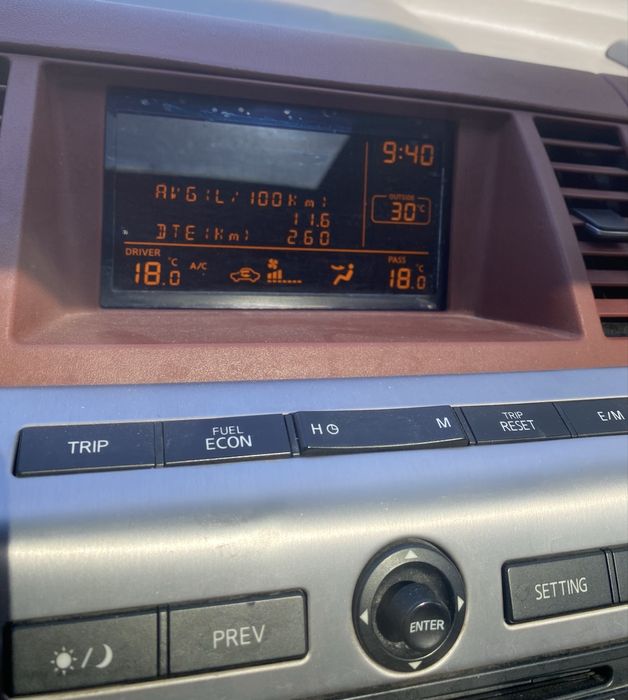 9:40
AVG(L/100Km)
11.6
DTE(Km) 260
OUTSIDE
30°C
DRIVER
18.0°C
A/C
PASS
18.0°C
TRIP
FUEL
ECON
H M
TRIP
RESET
E/M
PREV
ENTER
SETTING